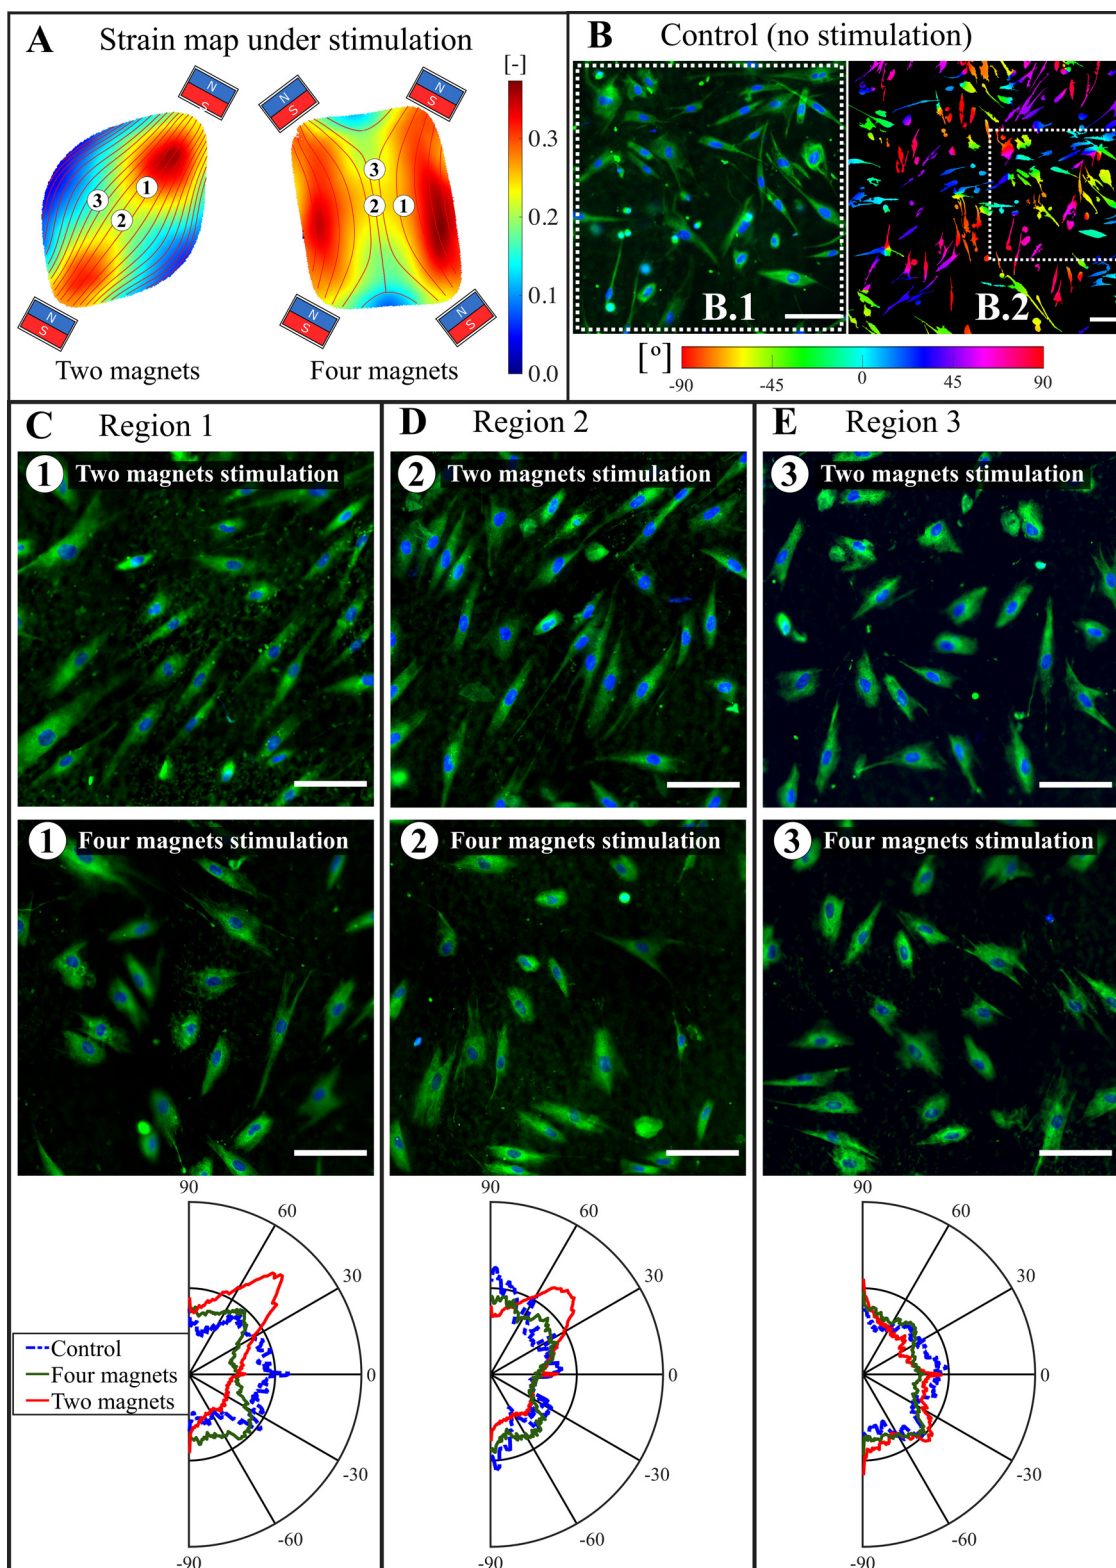 A Strain map under stimulation
[-]
N
S
N
S
N
S
N
S
N
S
N
S
1
3
2
3
2
1
0.3
0.2
0.1
0.0
Two magnets
Four magnets
B Control (no stimulation)
B.1
B.2
[º]
-90 -45 0 45 90
C Region 1
1 Two magnets stimulation
1 Four magnets stimulation
90
60
30
0
-30
-60
-90
Control
Four magnets
Two magnets
D Region 2
2 Two magnets stimulation
2 Four magnets stimulation
90
60
30
0
-30
-60
-90
E Region 3
3 Two magnets stimulation
3 Four magnets stimulation
90
60
30
0
-30
-60
-90